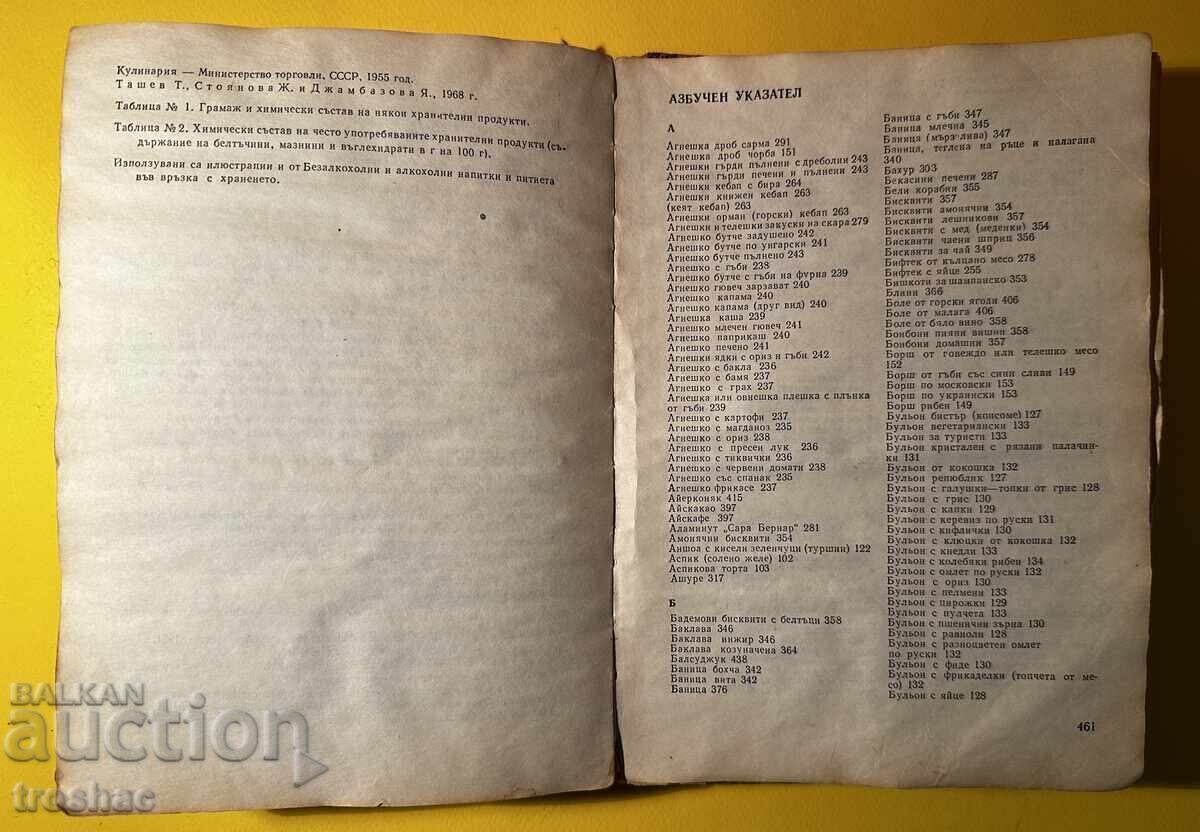 Кулинария — Министерство торговли, СССР, 1955 год.
Ташев Т., Стоянова Ж. и Джамбазова Я., 1968 г.
Таблица № 1. Грамаж и химически състав на някои хранителни продукти.
Таблица № 2. Химически състав на често употребяваните хранителни продукти (съ-
държание на белтъчини, мазнини и въглехидрати в г на 100 г).
Използувани са илюстрации и от Безалкохолни и алкохолни напитки и питиета
във връзка с храненето.
АЗБУЧЕН УКАЗАТЕЛ
А
Агнешка дроб сарма 291
Агнешка дроб чорба 151
Агнешки гърди пълнени с дреболии 243
Агнешки гърди печени и пълнени 243
Агнешки кебап с бира 264
Агнешки книжен кебап 263
(кеят кебап) 263
Агнешки орман (горски) кебап 263
Агнешки и телешки закуски на скара 279
Агнешко бутче задушено 242
Агнешко бутче по унгарски 241
Агнешко бутче пълнено 243
Агнешко с гъби 238
Агнешко бутче с гъби на фурна 239
Агнешко гювеч зарзават 240
Агнешко капама 240
Агнешко капама (друг вид) 240
Агнешка каша 239
Агнешко млечен гювеч 241
Агнешко паприкаш 240
Агнешко печено 241
Агнешки ядки с ориз и гъби 242
Агнешко с бакла 236
Агнешко с бамя 237
Агнешко с грах 237
Агнешка или овнешка плешка с плънка
от гъби 239
Агнешко с картофи 237
Агнешко с магданоз 235
Агнешко с ориз 238
Агнешко с пресен лук 236
Агнешко с тиквички 236
Агнешко с червени домати 238
Агнешко със спанак 235
Агнешко фрикасе 237
Айерконяк 415
Айскакао 397
Айскафе 397
Аламинут „Сара Бернар" 281
Амонячни бисквити 354
Аншоа с кисели зеленчуци (туршии) 122
Аспик (солено желе) 102
Аспикова торта 103
Ашуре 317
Б
Бадемови бисквити с белтъци 358
Баклава 346
Баклава инжир 346
Баклава козуначена 364
Балсуджук 438
Баница бохча 342
Баница вита 342
Баница 376
Баница с гъби 347
Баница млечна 345
Баница (мързлива) 347
Баница, теглена на ръце и налагана
340
Бахур 303
Бекасини печени 287
Бели корабии 355
Бисквити 357
Бисквити амонячни 354
Бисквити лешникови 357
Бисквити с мед (меденки) 354
Бисквити чаени шприц 356
Бисквити за чай 349
Бифтек от кълцано месо 278
Бифтек с яйце 255
Бишкоти за шампанско 353
Блини 366
Боле от горски ягоди 406
Боле от малага 406
Боле от бяло вино 358
Бонбони пияни вишни 358
Бонбони домашни 357
Борш от говеждо или телешко месо
152
Борш от гъби със сини сливи 149
Борш по московски 153
Борш по украински 153
Борш рибен 149
Бульон бистър (консоме) 127
Бульон вегетариански 133
Бульон за туристи 133
Бульон кристален с рязани палачин-
ки 131
Бульон от кокошка 132
Бульон репюблик 127
Бульон с галушки—топки от грис 128
Бульон с грис 130
Бульон с капки 129
Бульон с керевиз по руски 131
Бульон с кифлички 130
Бульон с клюцки от кокошка 132
Бульон с кнедли 133
Бульон с колебяки рибен 134
Бульон с омлет по руски 132
Бульон с ориз 130
Бульон с пелмени 133
Бульон с пирожки 129
Бульон с пулчета 133
Бульон с пшенични зърна 130
Бульон с равиоли 128
Бульон с разноцветен омлет
по руски 132
Бульон с фиде 130
Бульон с фрикаделки (топчета от ме-
со) 132
Бульон с яйце 128
461
BALKAN
auction
troshac